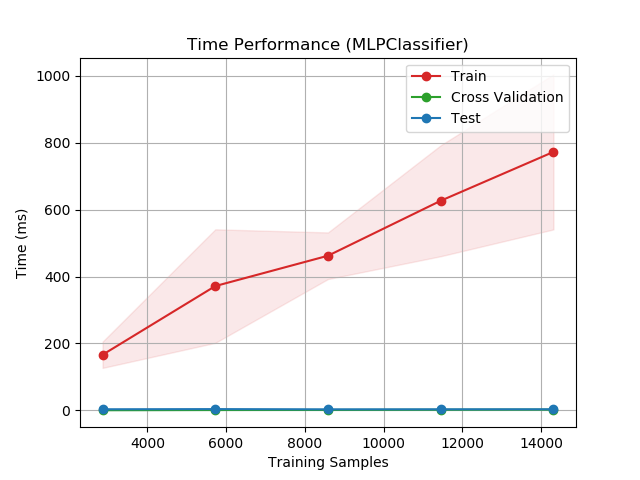 Time Performance (MLPClassifier)
Train
Cross Validation
Test
1000
800
600
400
200
0
Time (ms)
4000 6000 8000 10000 12000 14000
Training Samples